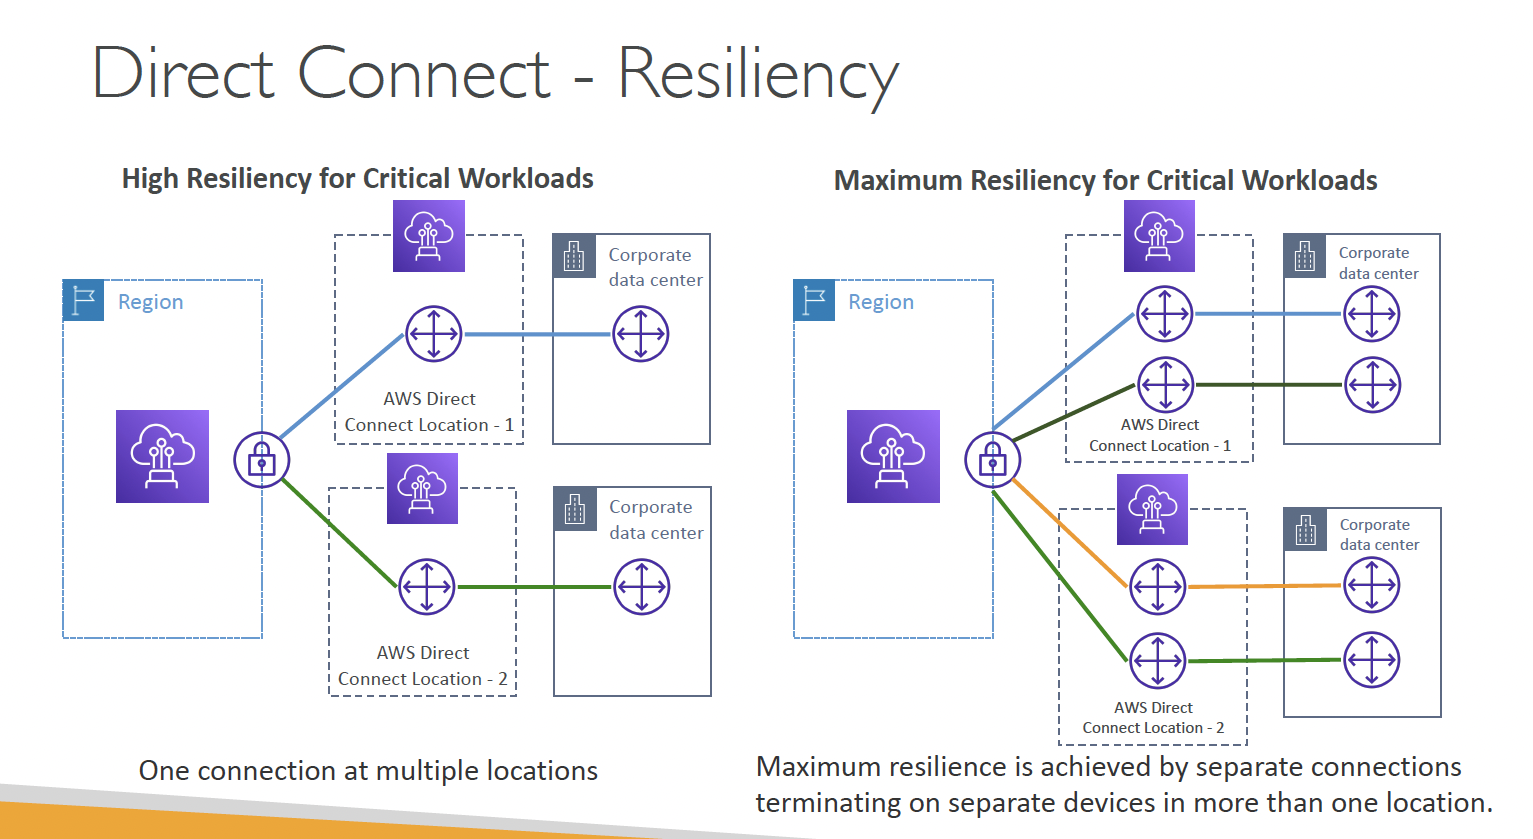 Direct Connect - Resiliency
High Resiliency for Critical Workloads
Region
Corporate
data center
AWS Direct
Connect Location - 1
Corporate
data center
AWS Direct
Connect Location - 2
One connection at multiple locations
Maximum Resiliency for Critical Workloads
Region
Corporate
data center
AWS Direct
Connect Location - 1
Corporate
data center
AWS Direct
Connect Location - 2
Maximum resilience is achieved by separate connections
terminating on separate devices in more than one location.